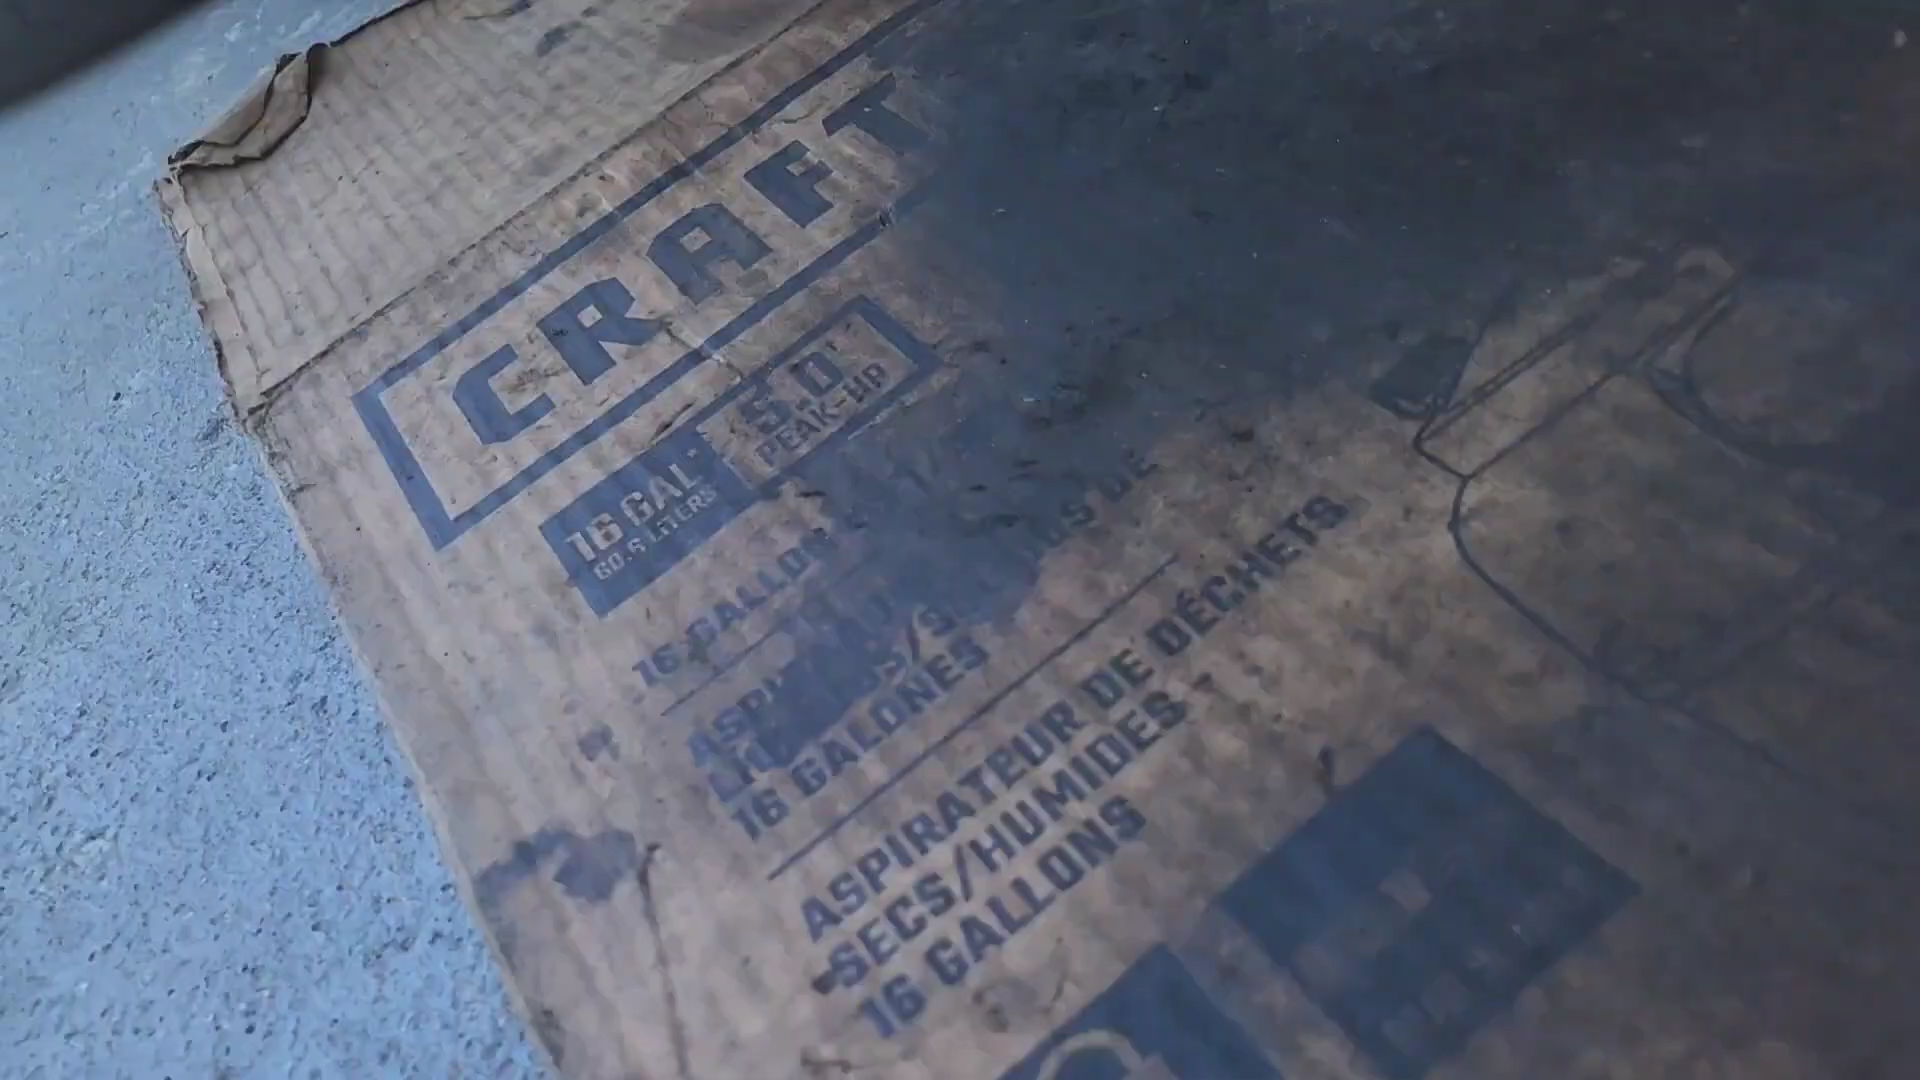 CRAFT
16 GAL.
60.5 LITERS
5.0
PEAK-HP
16 GALLON
DE
16 GALONES
ASPIRATEUR DE DÉCHETS
SECS/HUMIDES
16 GALLONS